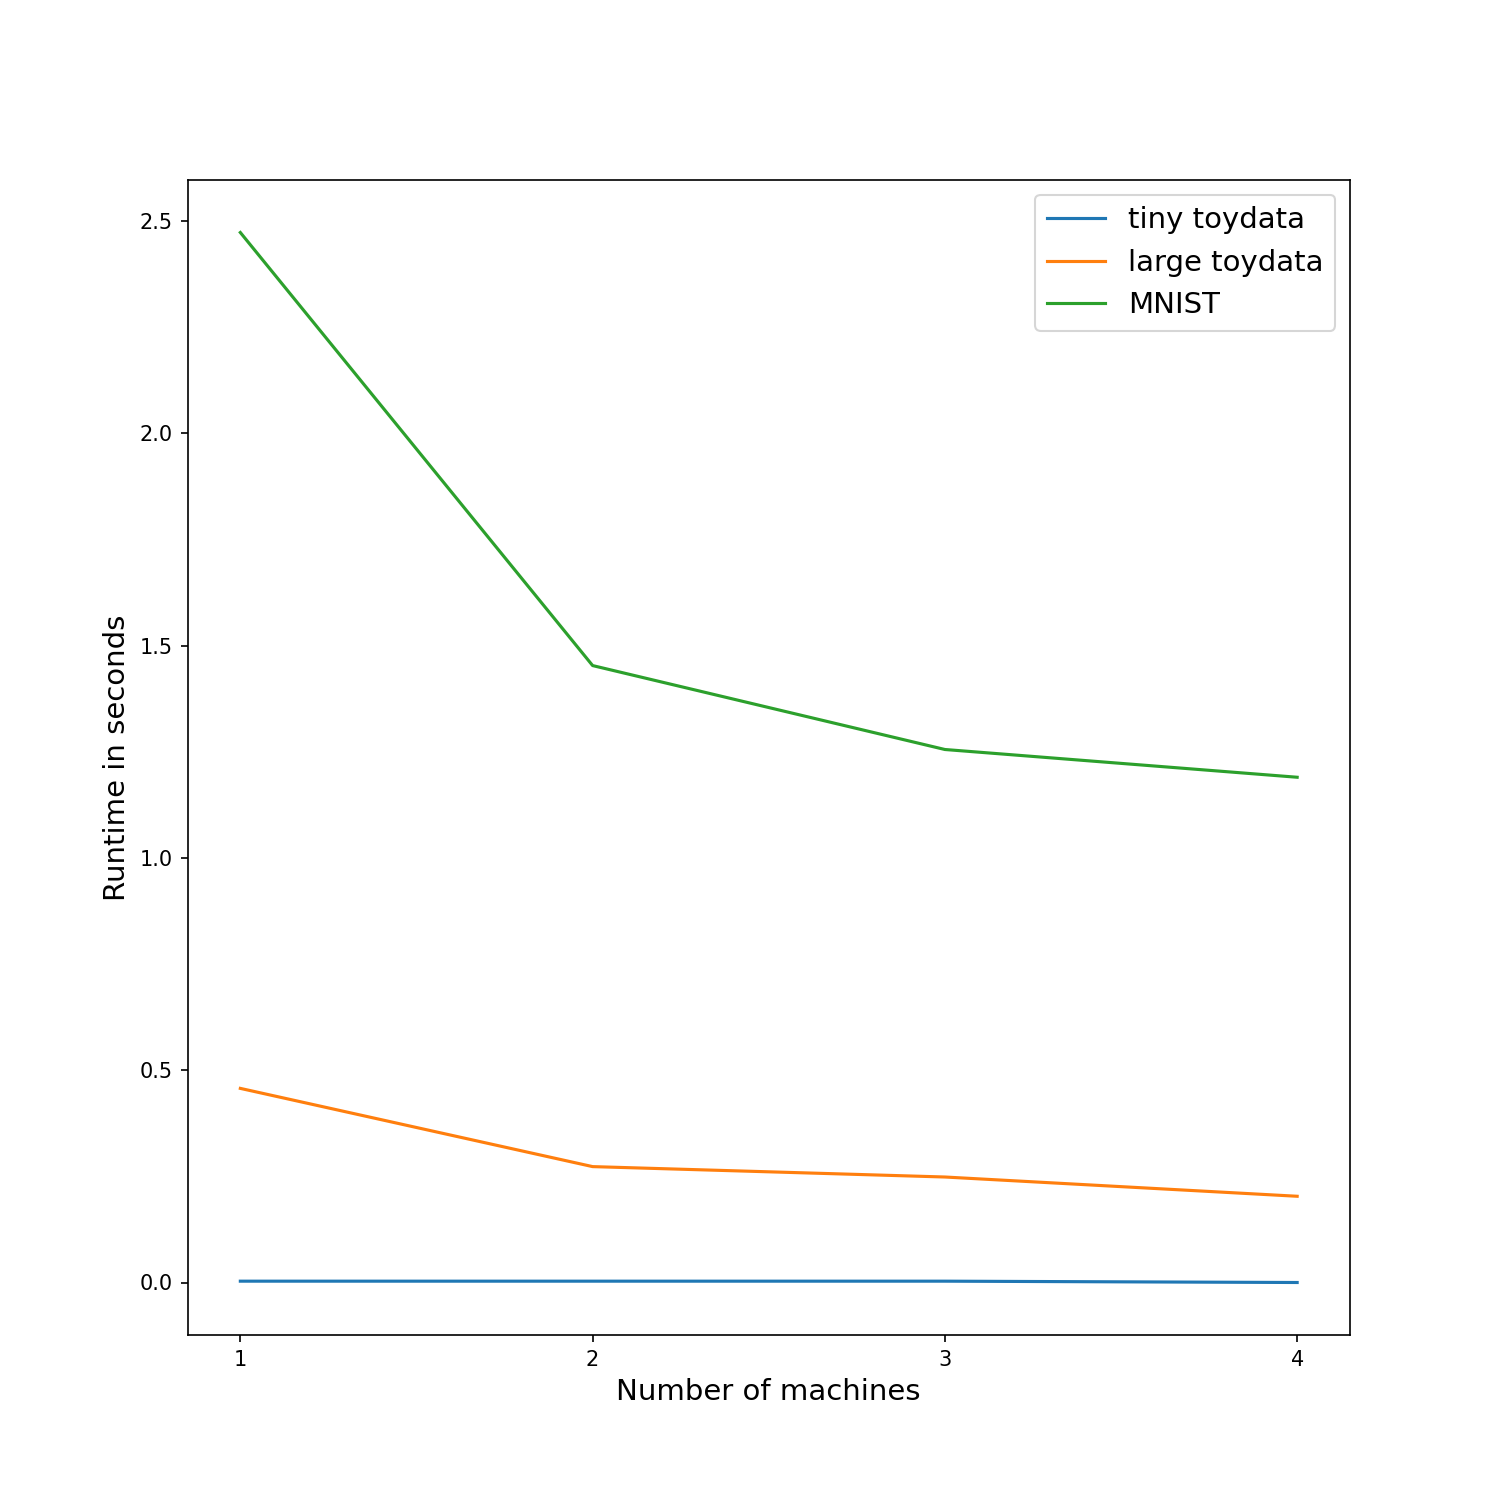 tiny toydata
large toydata
MNIST
2.5
2.0
1.5
1.0
0.5
0.0
Runtime in seconds
1 2 3 4
Number of machines